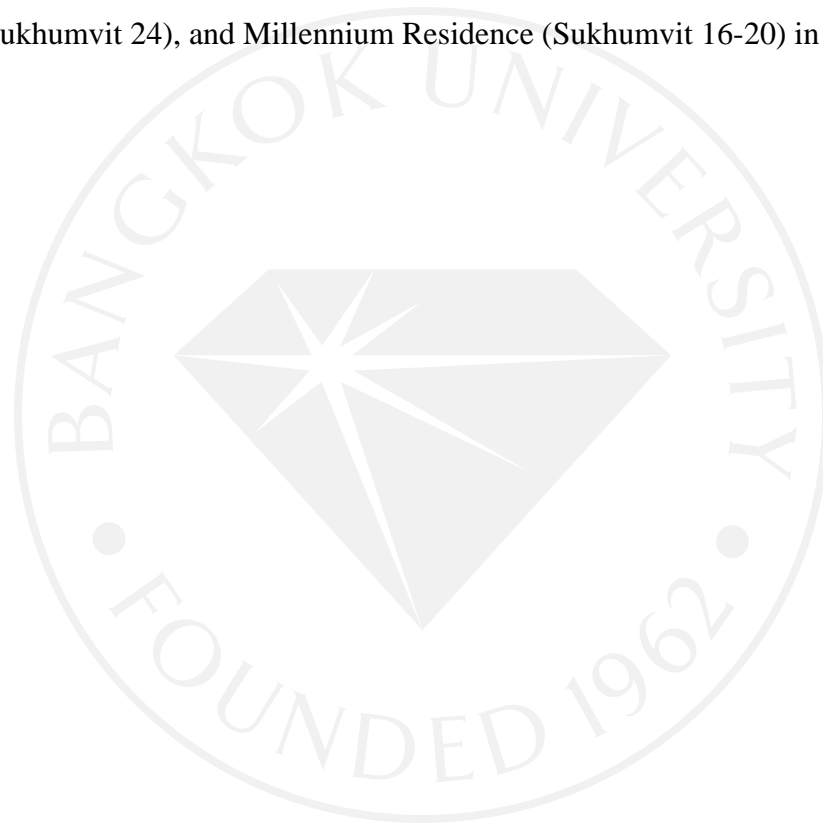 ukhumvit 24), and Millennium Residence (Sukhumvit 16-20) in
BANGKOK UNIVERSITY
• FOUNDED 1962 •